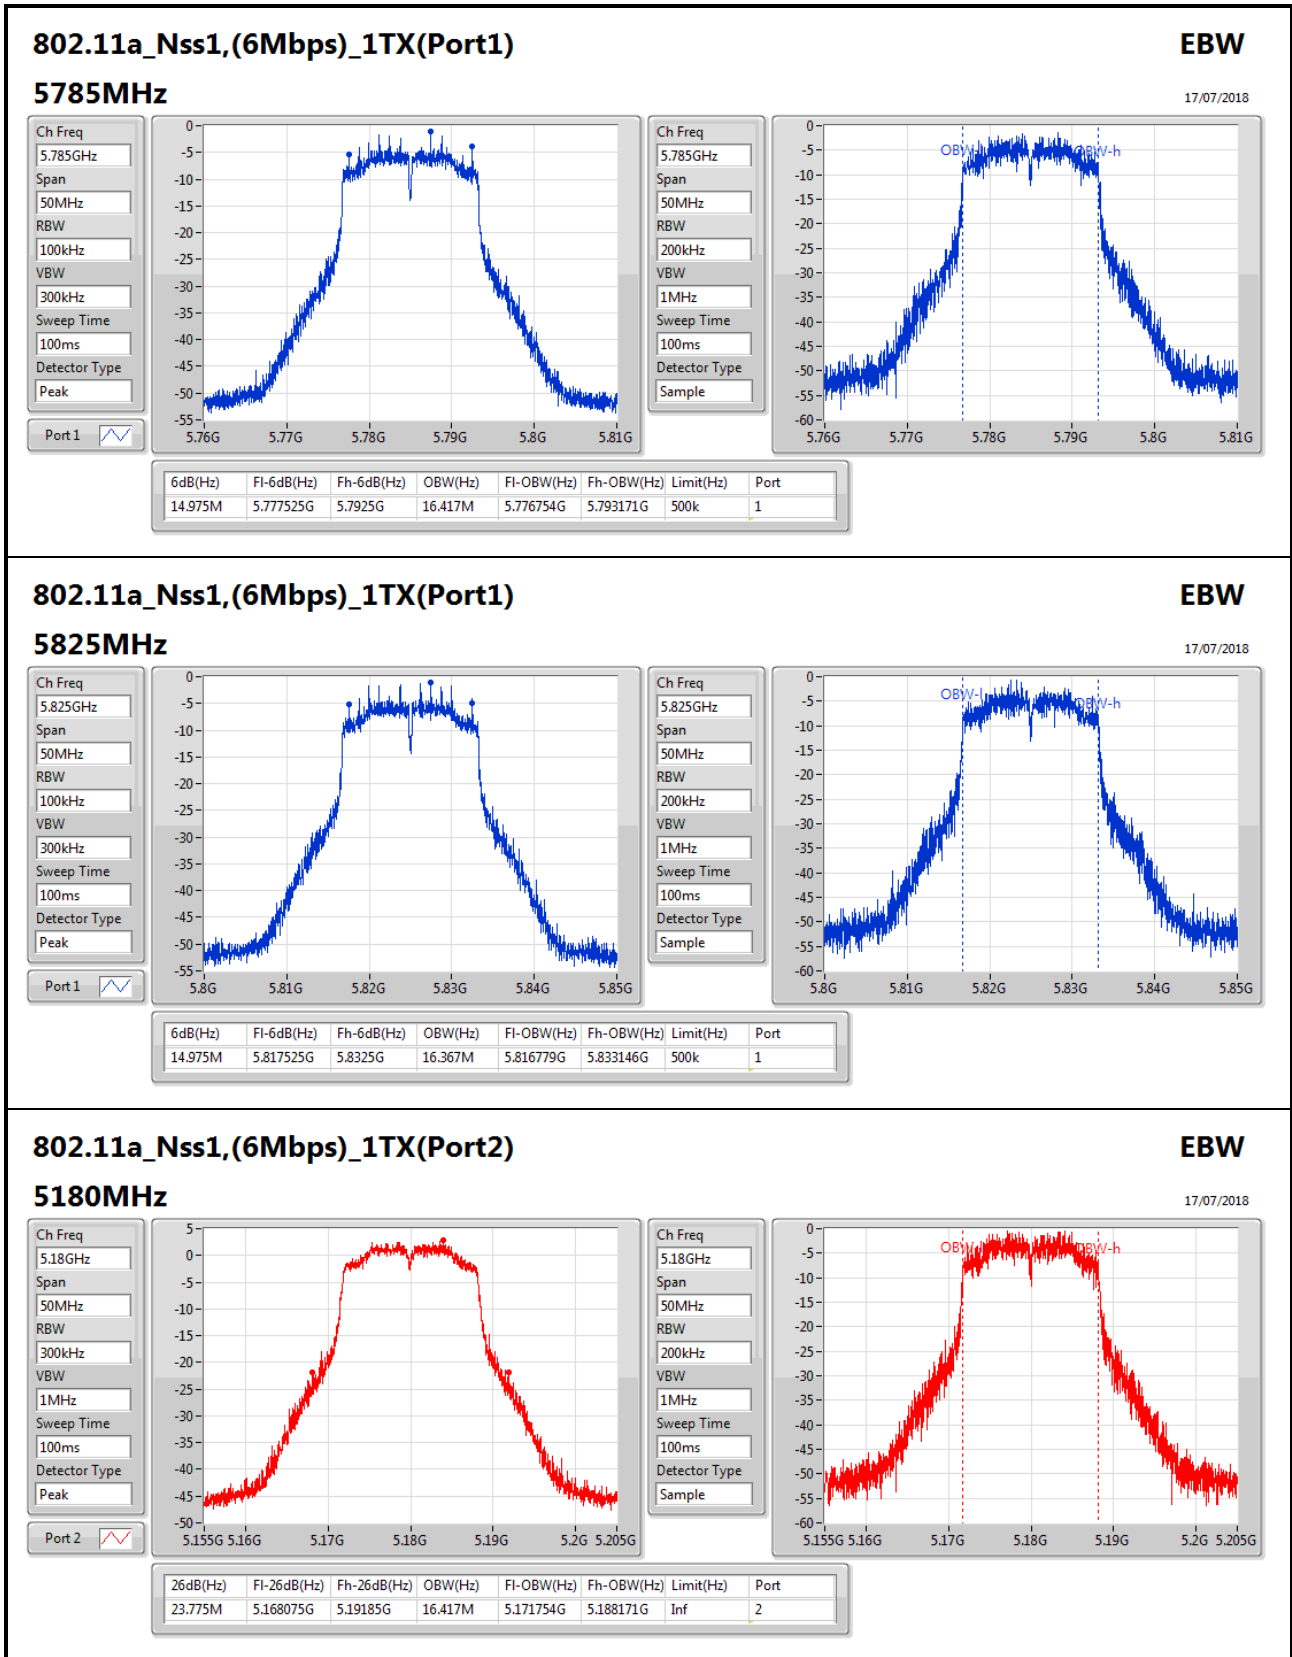 802.11a_Nss1,(6Mbps)_1TX(Port1) EBW
5785MHz
17/07/2018
Ch Freq
5.785GHz
Span
50MHz
RBW
100kHz
VBW
300kHz
Sweep Time
100ms
Detector Type
Peak
Port 1
0
-5
-10
-15
-20
-25
-30
-35
-40
-45
-50
-55
5.76G 5.77G 5.78G 5.79G 5.8G 5.81G
Ch Freq
5.785GHz
Span
50MHz
RBW
200kHz
VBW
1MHz
Sweep Time
100ms
Detector Type
Sample
OBW-l OBW-h
0
-5
-10
-15
-20
-25
-30
-35
-40
-45
-50
-55
-60
5.76G 5.77G 5.78G 5.79G 5.8G 5.81G
6dB(Hz) Fl-6dB(Hz) Fh-6dB(Hz) OBW(Hz) Fl-OBW(Hz) Fh-OBW(Hz) Limit(Hz) Port
14.975M 5.777525G 5.7925G 16.417M 5.776754G 5.793171G 500k 1
802.11a_Nss1,(6Mbps)_1TX(Port1) EBW
5825MHz
17/07/2018
Ch Freq
5.825GHz
Span
50MHz
RBW
100kHz
VBW
300kHz
Sweep Time
100ms
Detector Type
Peak
Port 1
0
-5
-10
-15
-20
-25
-30
-35
-40
-45
-50
-55
5.8G 5.81G 5.82G 5.83G 5.84G 5.85G
Ch Freq
5.825GHz
Span
50MHz
RBW
200kHz
VBW
1MHz
Sweep Time
100ms
Detector Type
Sample
OBW-l OBW-h
0
-5
-10
-15
-20
-25
-30
-35
-40
-45
-50
-55
-60
5.8G 5.81G 5.82G 5.83G 5.84G 5.85G
6dB(Hz) Fl-6dB(Hz) Fh-6dB(Hz) OBW(Hz) Fl-OBW(Hz) Fh-OBW(Hz) Limit(Hz) Port
14.975M 5.817525G 5.8325G 16.367M 5.816779G 5.833146G 500k 1
802.11a_Nss1,(6Mbps)_1TX(Port2) EBW
5180MHz
17/07/2018
Ch Freq
5.18GHz
Span
50MHz
RBW
300kHz
VBW
1MHz
Sweep Time
100ms
Detector Type
Peak
Port 2
5
0
-5
-10
-15
-20
-25
-30
-35
-40
-45
-50
5.155G 5.16G 5.17G 5.18G 5.19G 5.2G 5.205G
Ch Freq
5.18GHz
Span
50MHz
RBW
200kHz
VBW
1MHz
Sweep Time
100ms
Detector Type
Sample
OBW-l OBW-h
0
-5
-10
-15
-20
-25
-30
-35
-40
-45
-50
-55
-60
5.155G 5.16G 5.17G 5.18G 5.19G 5.2G 5.205G
26dB(Hz) Fl-26dB(Hz) Fh-26dB(Hz) OBW(Hz) Fl-OBW(Hz) Fh-OBW(Hz) Limit(Hz) Port
23.775M 5.168075G 5.19185G 16.417M 5.171754G 5.188171G Inf 2